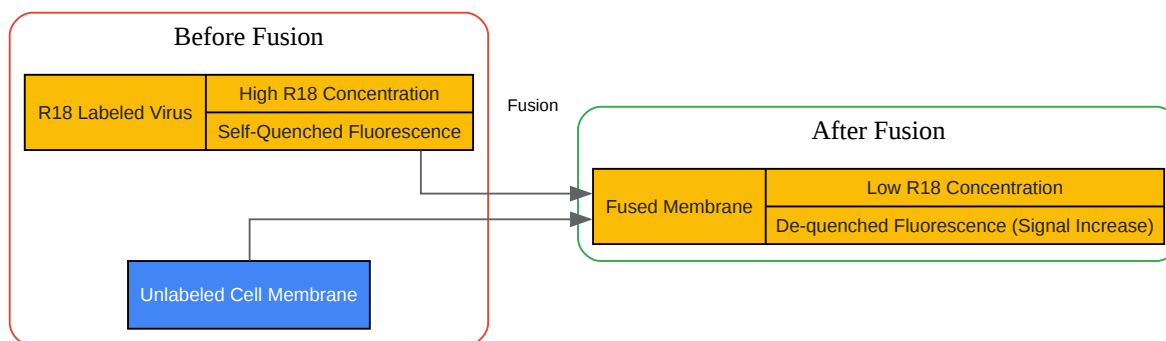 Before Fusion
R18 Labeled Virus
High R18 Concentration
Self-Quenched Fluorescence
Unlabeled Cell Membrane
Fusion
After Fusion
Fused Membrane
Low R18 Concentration
De-quenched Fluorescence (Signal Increase)